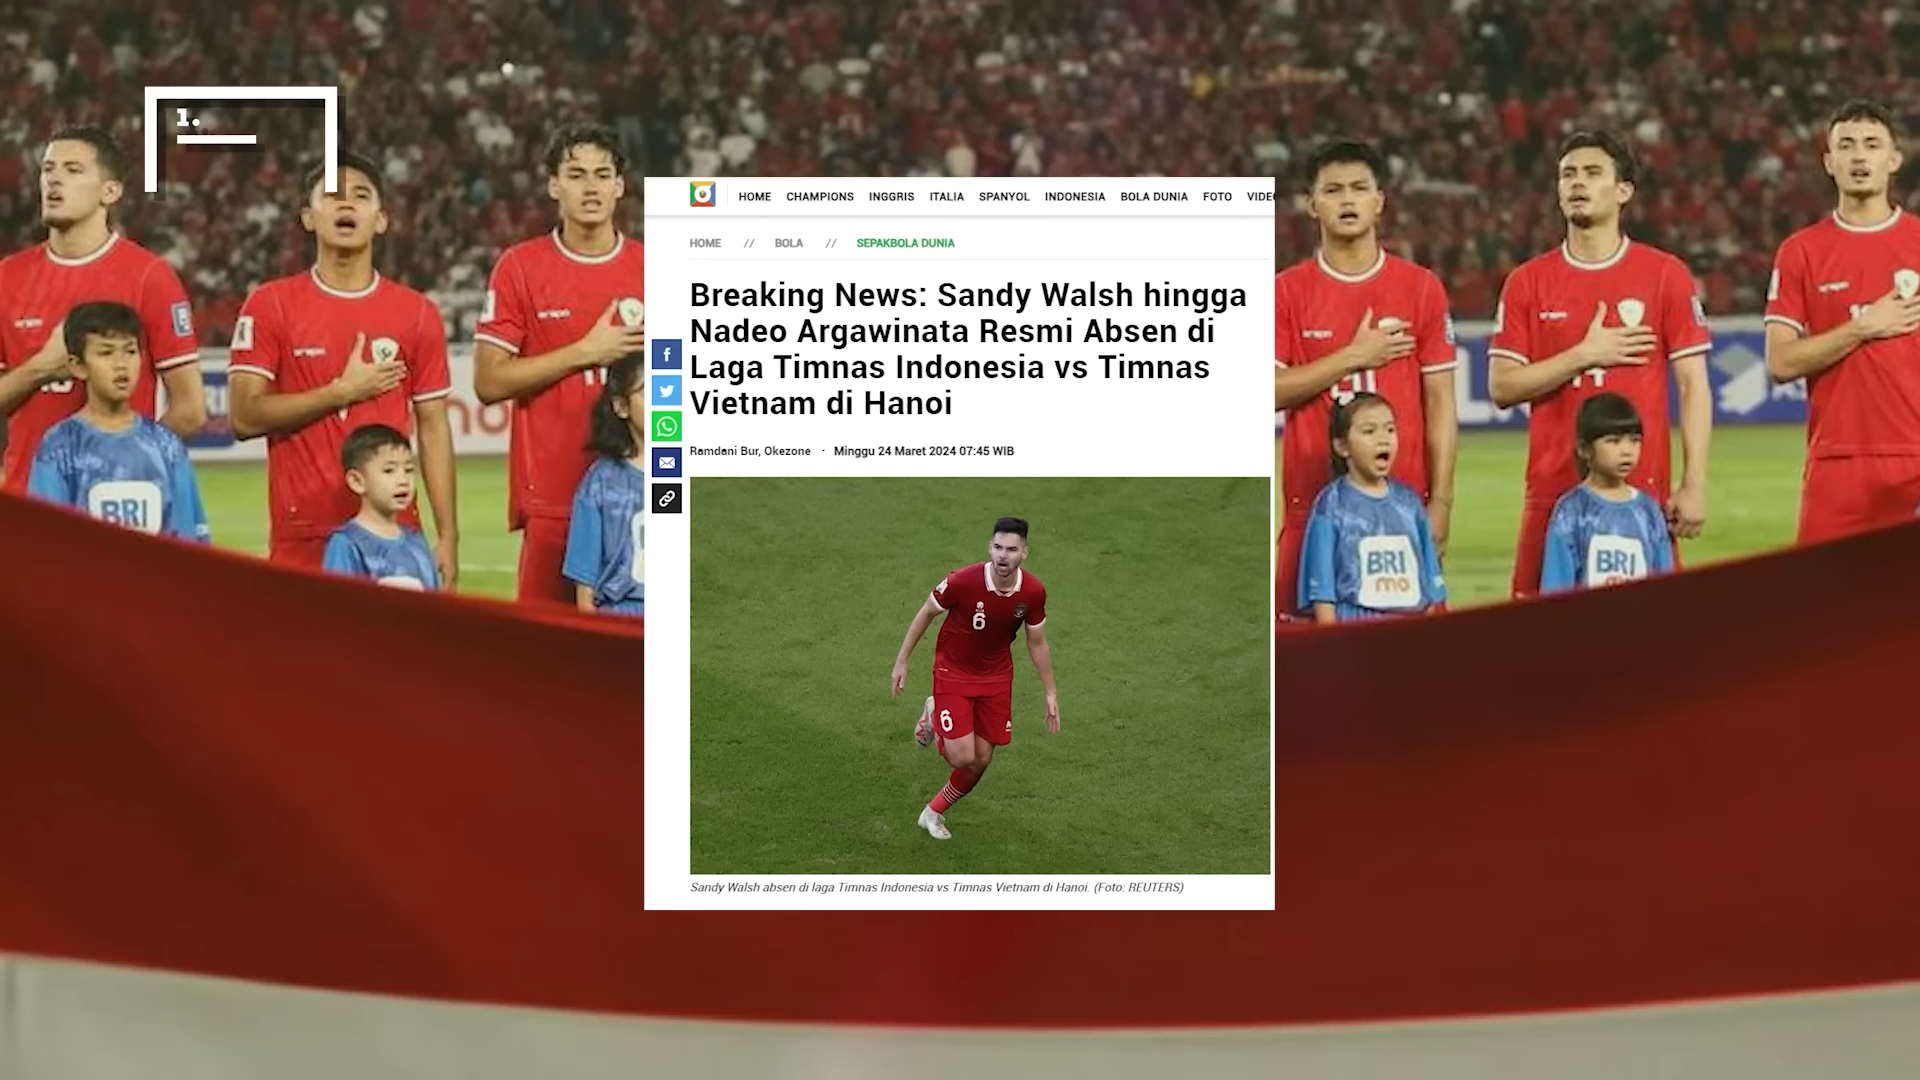 1.
HOME CHAMPIONS INGGRIS ITALIA SPANYOL INDONESIA BOLA DUNIA FOTO
HOME // BOLA // SEPAKBOLA DUNIA
Breaking News: Sandy Walsh hingga
Nadeo Argawinata Resmi Absen di
Laga Timnas Indonesia vs Timnas
Vietnam di Hanoi
Ramdani Bur, Okezone · Minggu 24 Maret 2024 07:45 WIB
6
6
Sandy Walsh absen di laga Timnas Indonesia vs Timnas Vietnam di Hanoi. (Foto: REUTERS)
BRI
BRI
mo
BRI
mo